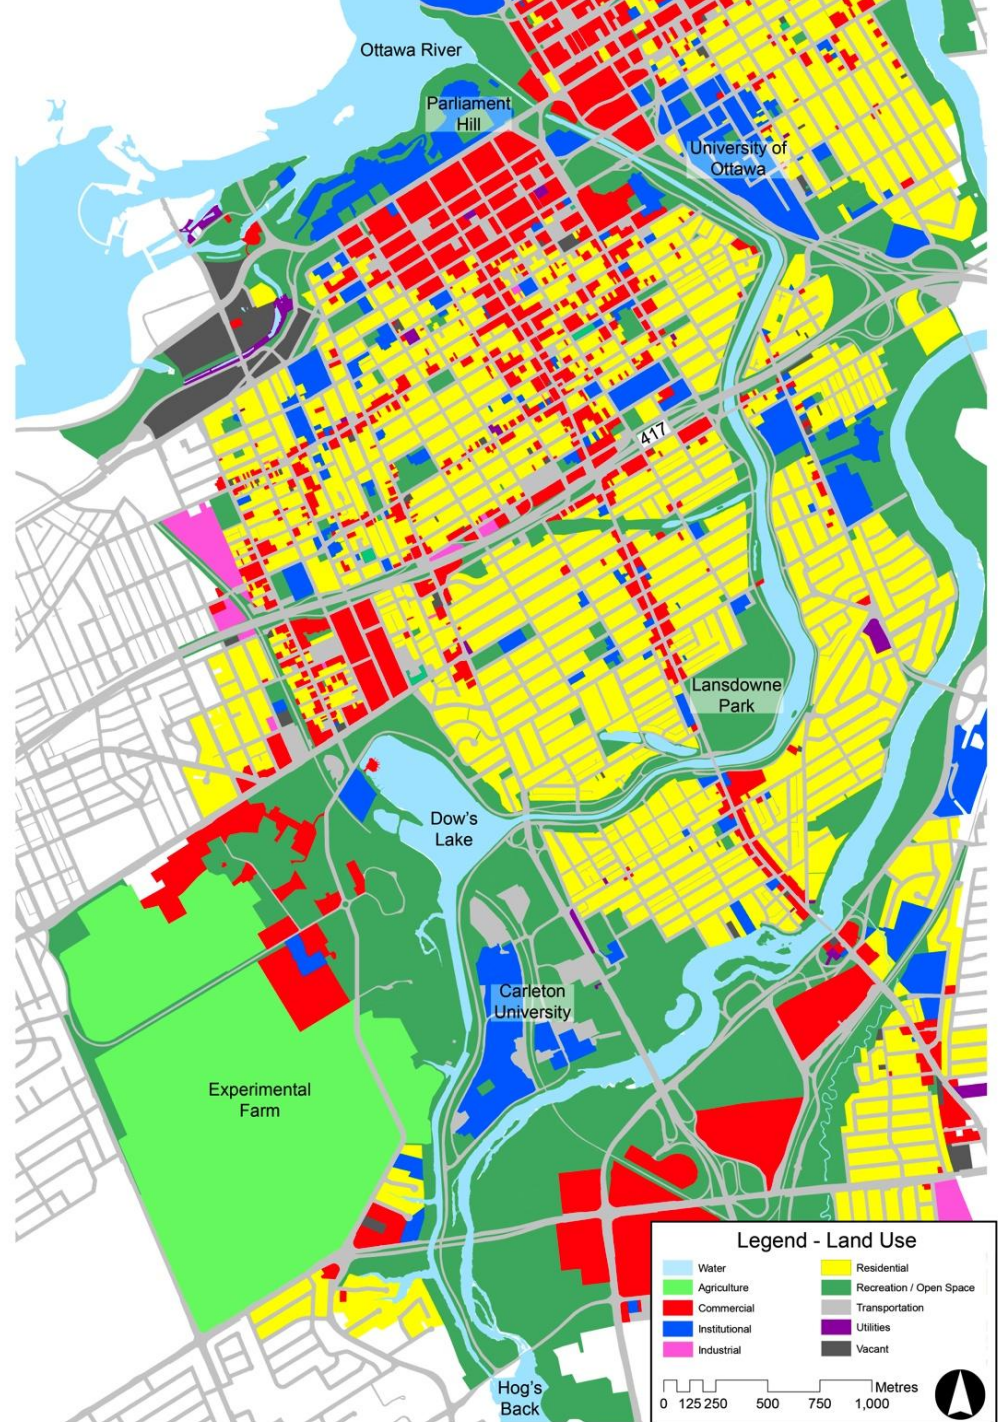 Ottawa River
Parliament
Hill
University of
Ottawa
417
Lansdowne
Park
Dow's
Lake
Carleton
University
Experimental
Farm
Hog's
Back
Legend - Land Use
Water
Agriculture
Commercial
Institutional
Industrial
Residential
Recreation / Open Space
Transportation
Utilities
Vacant
Metres
0 125 250 500 750 1,000